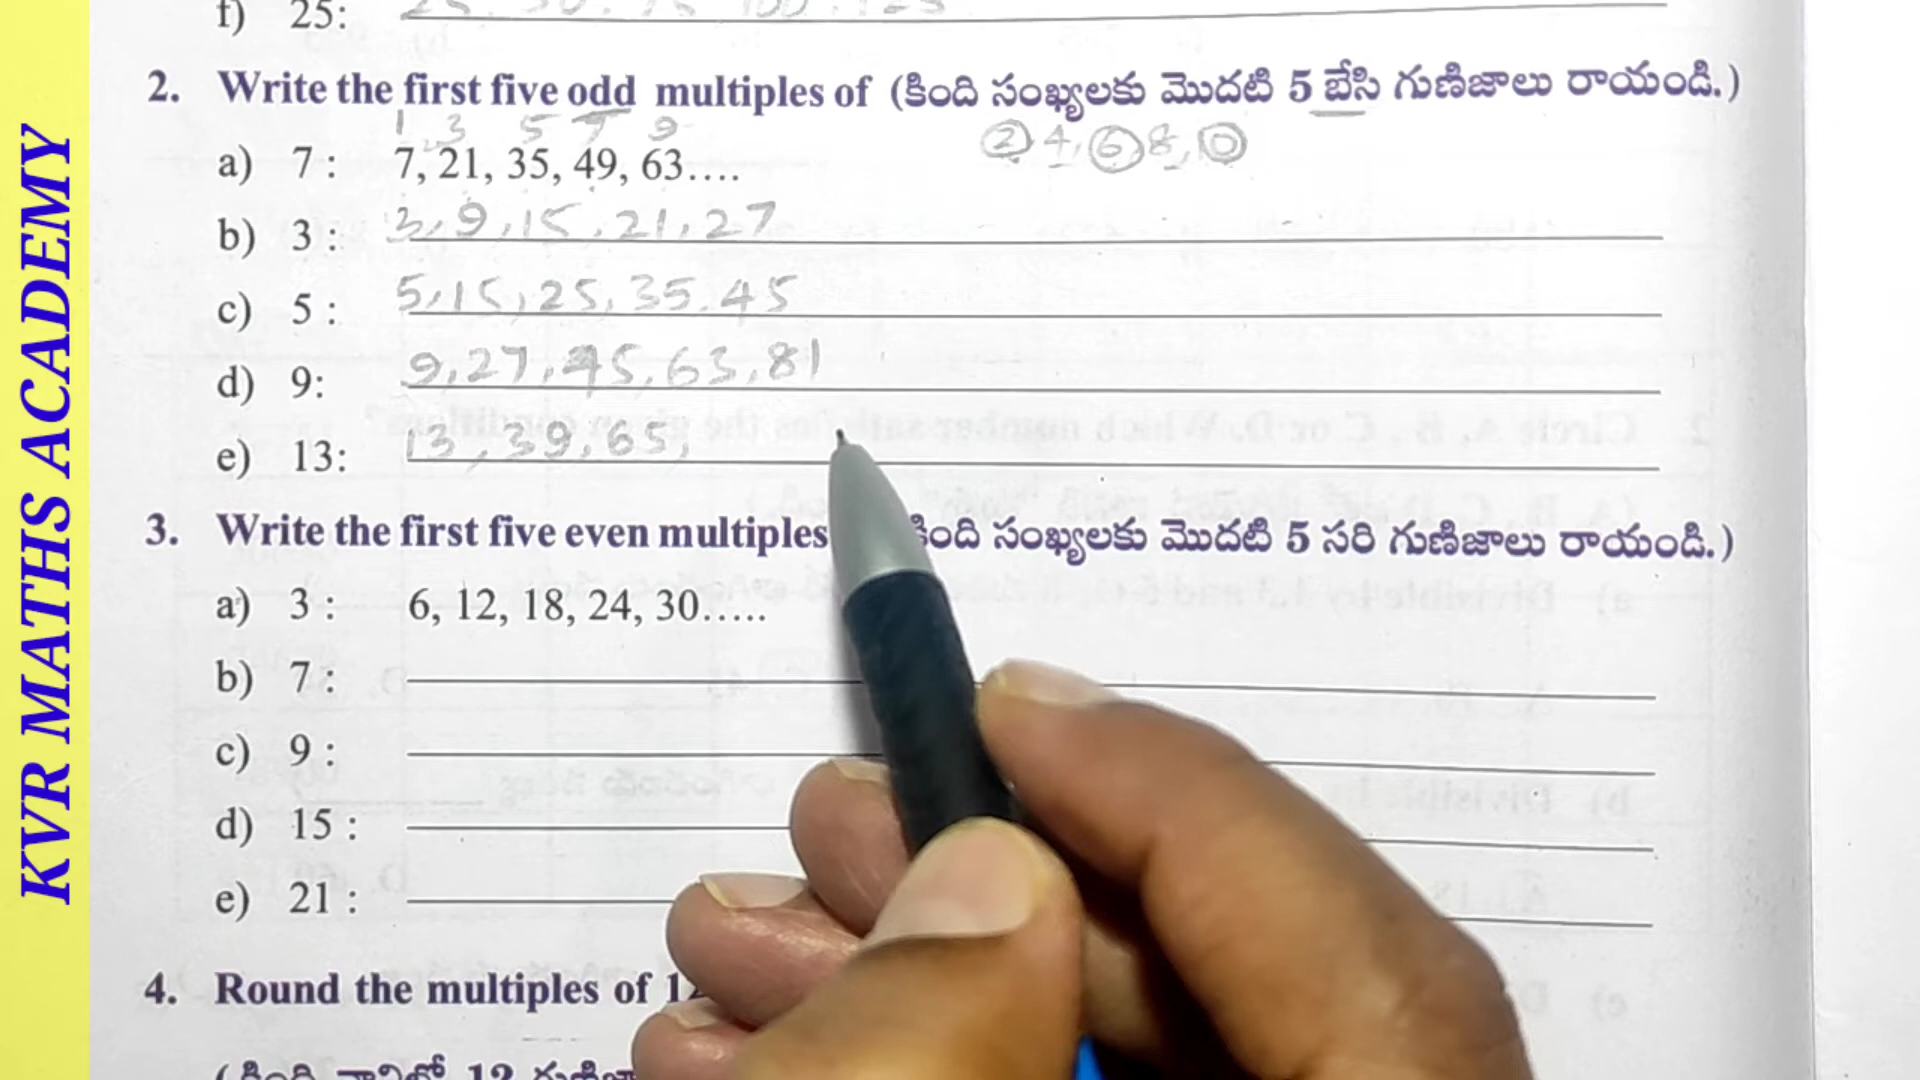 KVR MATHS ACADEMY
f) 25:
2. Write the first five odd multiples of (కింది సంఖ్యలకు మొదటి 5 బేసి గుణిజాలు రాయండి.)
1, 3 5 7 9
2 4, 6, 8, 0
a) 7 : 7, 21, 35, 49, 63....
b) 3 : 3, 9, 15, 21, 27
c) 5 : 5, 15, 25, 35, 45
d) 9: 9, 27, 45, 63, 81
e) 13: 13, 39, 65,
3. Write the first five even multiples కింది సంఖ్యలకు మొదటి 5 సరి గుణిజాలు రాయండి.)
a) 3 : 6, 12, 18, 24, 30.....
b) 7 :
c) 9 :
d) 15 :
e) 21 :
4. Round the multiples of
(కింది వానిలో 12